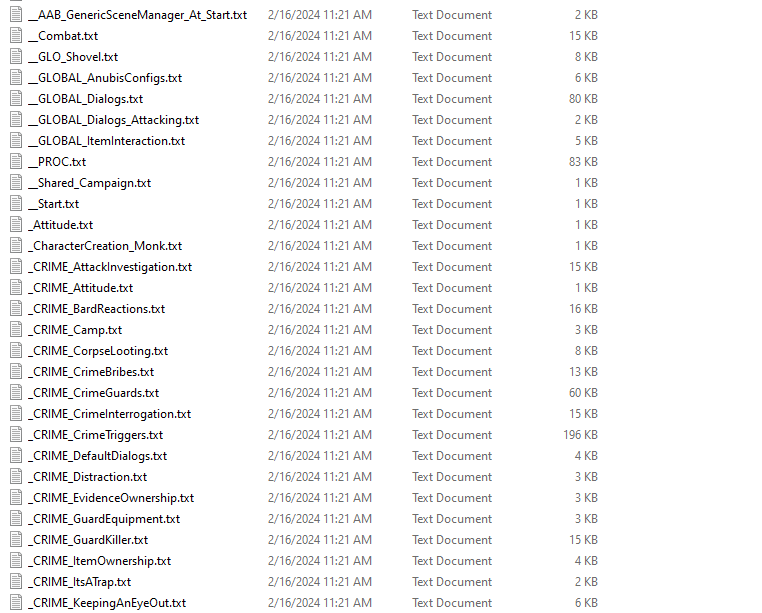 __AAB_GenericSceneManager_At_Start.txt 2/16/2024 11:21 AM Text Document 2 KB
__Combat.txt 2/16/2024 11:21 AM Text Document 15 KB
__GLO_Shovel.txt 2/16/2024 11:21 AM Text Document 8 KB
__GLOBAL_AnubisConfigs.txt 2/16/2024 11:21 AM Text Document 6 KB
__GLOBAL_Dialogs.txt 2/16/2024 11:21 AM Text Document 80 KB
__GLOBAL_Dialogs_Attacking.txt 2/16/2024 11:21 AM Text Document 2 KB
__GLOBAL_ItemInteraction.txt 2/16/2024 11:21 AM Text Document 5 KB
__PROC.txt 2/16/2024 11:21 AM Text Document 83 KB
__Shared_Campaign.txt 2/16/2024 11:21 AM Text Document 1 KB
__Start.txt 2/16/2024 11:21 AM Text Document 1 KB
_Attitude.txt 2/16/2024 11:21 AM Text Document 1 KB
_CharacterCreation_Monk.txt 2/16/2024 11:21 AM Text Document 1 KB
_CRIME_AttackInvestigation.txt 2/16/2024 11:21 AM Text Document 15 KB
_CRIME_Attitude.txt 2/16/2024 11:21 AM Text Document 1 KB
_CRIME_BardReactions.txt 2/16/2024 11:21 AM Text Document 16 KB
_CRIME_Camp.txt 2/16/2024 11:21 AM Text Document 3 KB
_CRIME_CorpseLooting.txt 2/16/2024 11:21 AM Text Document 8 KB
_CRIME_CrimeBribes.txt 2/16/2024 11:21 AM Text Document 13 KB
_CRIME_CrimeGuards.txt 2/16/2024 11:21 AM Text Document 60 KB
_CRIME_CrimeInterrogation.txt 2/16/2024 11:21 AM Text Document 15 KB
_CRIME_CrimeTriggers.txt 2/16/2024 11:21 AM Text Document 196 KB
_CRIME_DefaultDialogs.txt 2/16/2024 11:21 AM Text Document 4 KB
_CRIME_Distraction.txt 2/16/2024 11:21 AM Text Document 3 KB
_CRIME_EvidenceOwnership.txt 2/16/2024 11:21 AM Text Document 3 KB
_CRIME_GuardEquipment.txt 2/16/2024 11:21 AM Text Document 3 KB
_CRIME_GuardKiller.txt 2/16/2024 11:21 AM Text Document 15 KB
_CRIME_ItemOwnership.txt 2/16/2024 11:21 AM Text Document 4 KB
_CRIME_ItsATrap.txt 2/16/2024 11:21 AM Text Document 2 KB
_CRIME_KeepingAnEyeOut.txt 2/16/2024 11:21 AM Text Document 6 KB